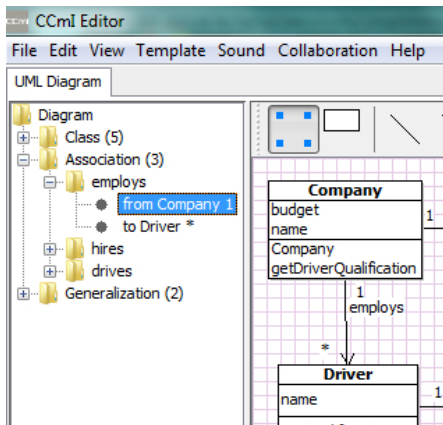 CCmI Editor
File Edit View Template Sound Collaboration Help
UML Diagram
Diagram
Class (5)
Association (3)
employs
from Company 1
to Driver *
hires
drives
Generalization (2)
Company
budget
name
1
Company
getDriverQualification
1
employs
*
Driver
name
1